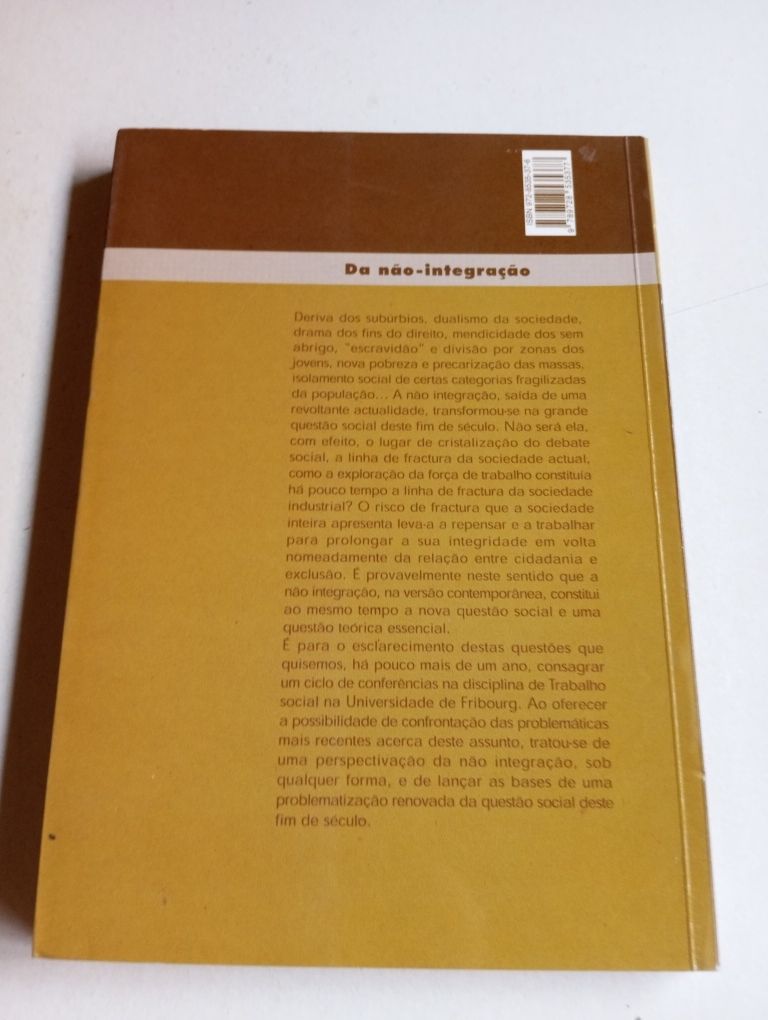 ISBN 972-8535-37-6
9 789728 535377
Da não-integração
Deriva dos subúrbios, dualismo da sociedade,
drama dos fins do direito, mendicidade dos sem
abrigo, "escravidão" e divisão por zonas dos
jovens, nova pobreza e precarização das massas,
isolamento social de certas categorias fragilizadas
da população... A não integração, saída de uma
revoltante actualidade, transformou-se na grande
questão social deste fim de século. Não será ela,
com efeito, o lugar de cristalização do debate
social, a linha de fractura da sociedade actual,
como a exploração da força de trabalho constituía
há pouco tempo a linha de fractura da sociedade
industrial? O risco de fractura que a sociedade
inteira apresenta leva-a a repensar e a trabalhar
para prolongar a sua integridade em volta
nomeadamente da relação entre cidadania e
exclusão. É provavelmente neste sentido que a
não integração, na versão contemporânea, constitui
ao mesmo tempo a nova questão social e uma
questão teórica essencial.
É para o esclarecimento destas questões que
quisemos, há pouco mais de um ano, consagrar
um ciclo de conferências na disciplina de Trabalho
social na Universidade de Fribourg. Ao oferecer
a possibilidade de confrontação das problemáticas
mais recentes acerca deste assunto, tratou-se de
uma perspectivação da não integração, sob
qualquer forma, e de lançar as bases de uma
problematização renovada da questão social deste
fim de século.